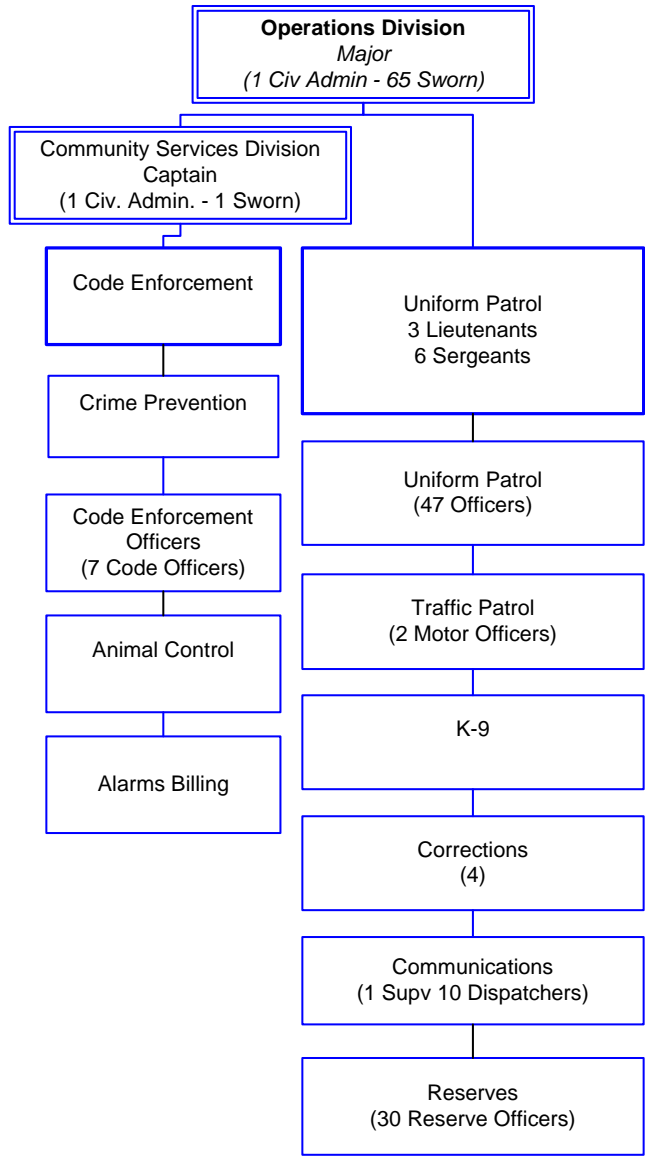 Operations Division
Major
(1 Civ Admin - 65 Sworn)
Community Services Division
Captain
(1 Civ. Admin. - 1 Sworn)
Code Enforcement
Crime Prevention
Code Enforcement
Officers
(7 Code Officers)
Animal Control
Alarms Billing
Uniform Patrol
3 Lieutenants
6 Sergeants
Uniform Patrol
(47 Officers)
Traffic Patrol
(2 Motor Officers)
K-9
Corrections
(4)
Communications
(1 Supv 10 Dispatchers)
Reserves
(30 Reserve Officers)